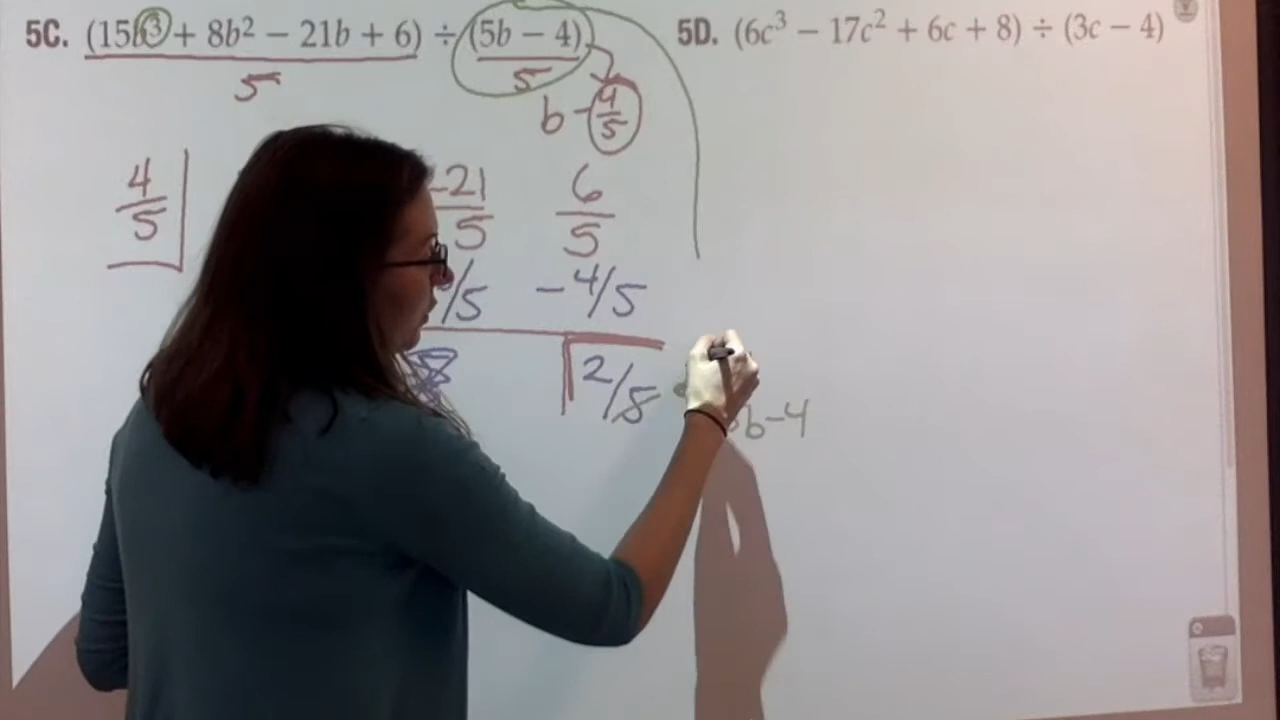 5C. (15b³ + 8b² − 21b + 6) ÷ (5b − 4)
5 5
b − 4/5
5D. (6c³ − 17c² + 6c + 8) ÷ (3c − 4)
4/5 -21/5 6/5
/5 − 4/5
2/5
b−4